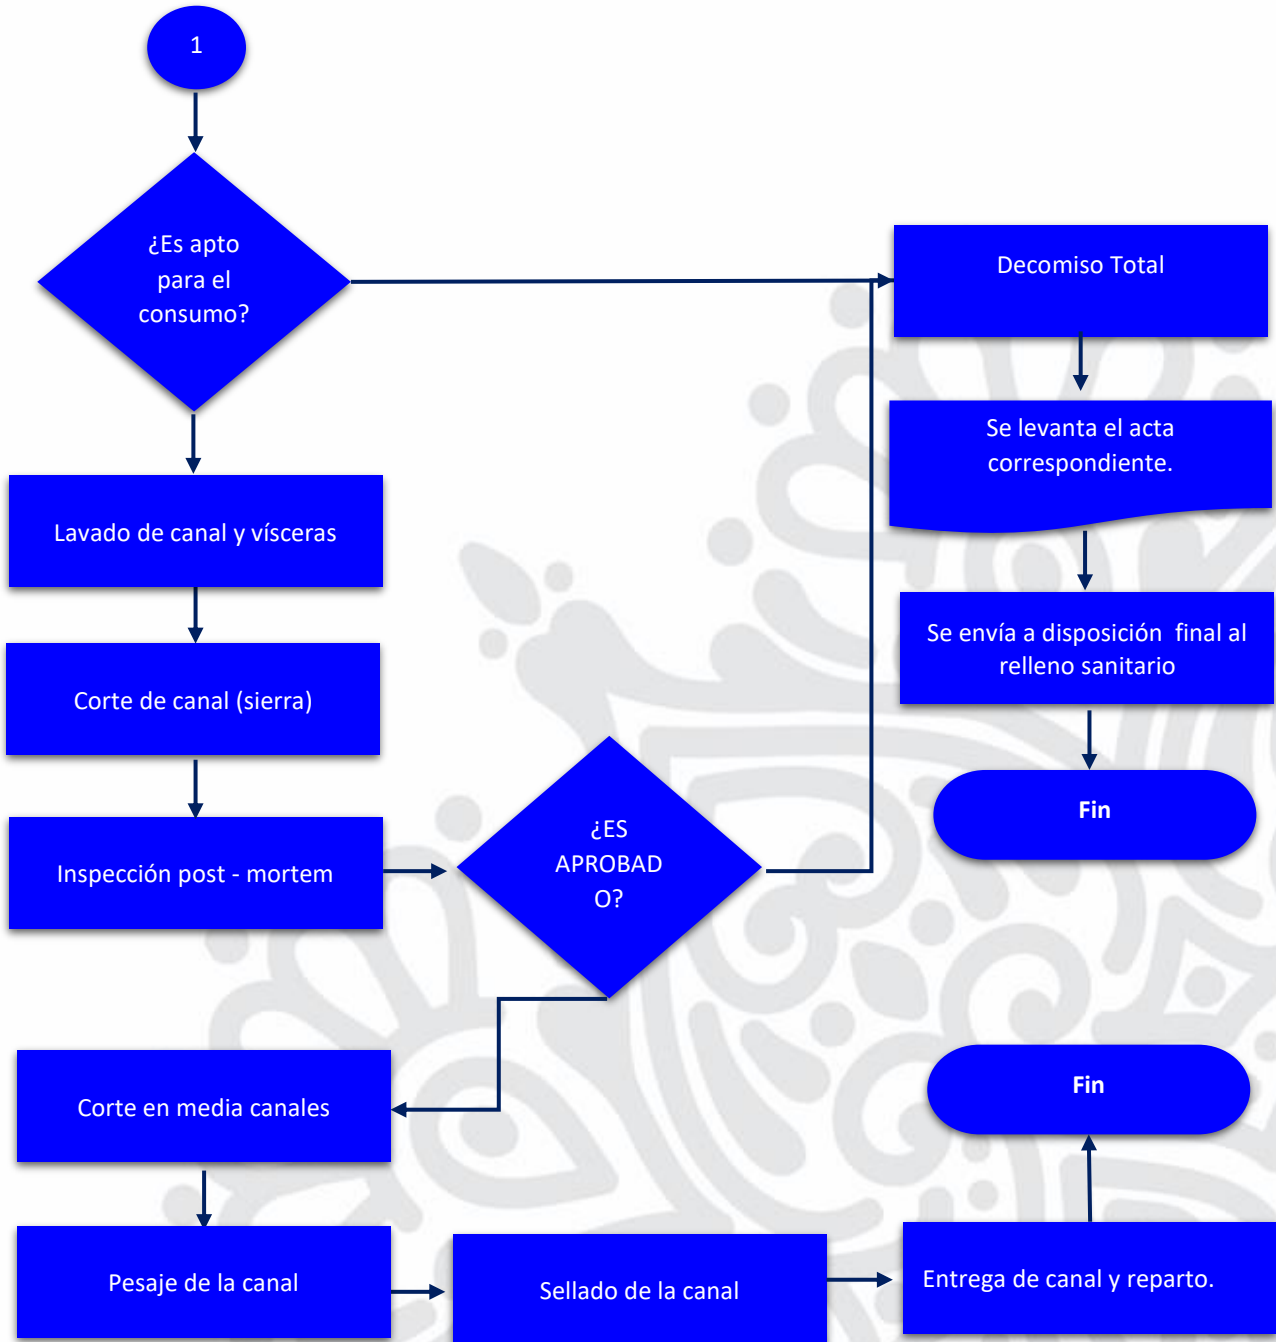 1
¿Es apto
para el
consumo?
Decomiso Total
Se levanta el acta
correspondiente.
Lavado de canal y vísceras
Se envía a disposición  final al
relleno sanitario
Corte de canal (sierra)
Fin
¿ES
APROBAD
O?
Inspección post - mortem
Corte en media canales
Fin
Pesaje de la canal
Sellado de la canal
Entrega de canal y reparto.